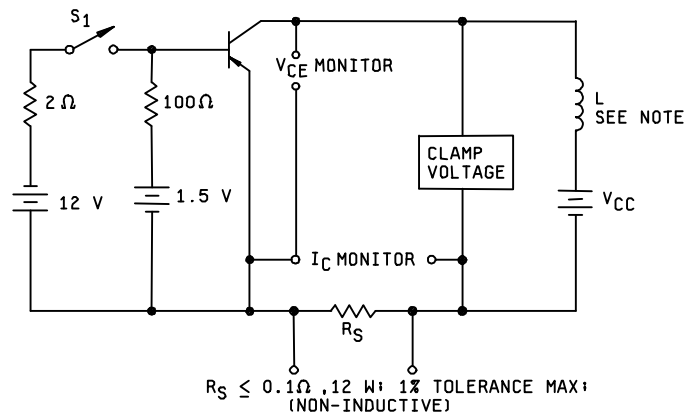 S1
VCE MONITOR
2 Ω
100Ω
L
SEE NOTE
CLAMP
VOLTAGE
12 V
1.5 V
VCC
IC MONITOR
RS
RS ≤ 0.1Ω ,12 W; 1% TOLERANCE MAX;
(NON-INDUCTIVE)